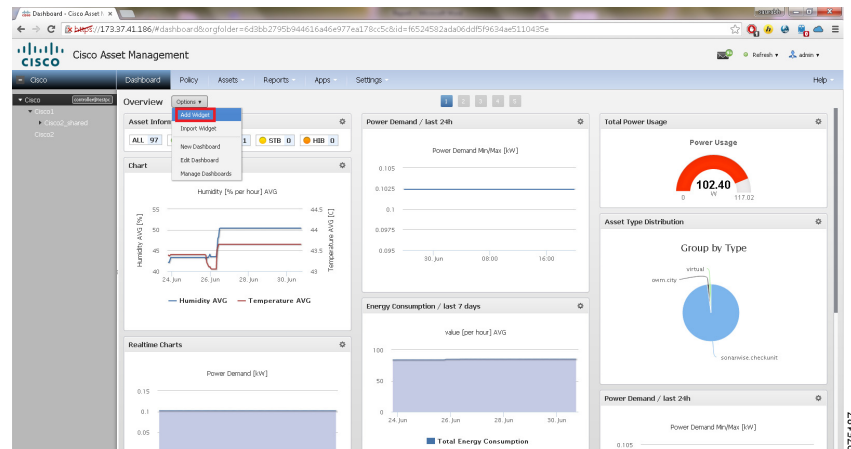 Dashboard - Cisco Asset M
https://173.37.41.186/#dashboard&orgfolder=6d3bb2795b944616a46e977ea178cc5c&id=f6524582ada06ddf5f9634ae5110435e
CISCO
Cisco Asset Management
Refresh
admin
Cisco
Dashboard
Policy
Assets
Reports
Apps
Settings
Help
Cisco
Cisco1
Cisco2_shared
Cisco2
Overview
Options
1 2 3 4 5
Add Widget
Import Widget
New Dashboard
Edit Dashboard
Manage Dashboards
Asset Inform
ALL 97
1
STB 0
HIB 0
Chart
Humidity [% per hour] AVG
Humidity AVG [%]
55
50
45
40
Temperature AVG [C]
44.5
44
43.5
43
24. Jun
26. Jun
28. Jun
30. Jun
Humidity AVG
Temperature AVG
Realtime Charts
Power Demand [kW]
0.15
0.1
0.05
Power Demand / last 24h
Power Demand Min/Max [kW]
0.105
0.1025
0.1
0.0975
0.095
30. Jun
08:00
16:00
Energy Consumption / last 7 days
value [per hour] AVG
100
50
0
24. Jun
26. Jun
28. Jun
30. Jun
Total Energy Consumption
Total Power Usage
Power Usage
102.40
W
0
117.02
Asset Type Distribution
Group by Type
virtual
ovm.city
sonarwise.checkunit
Power Demand / last 24h
Power Demand Min/Max [kW]
0.105